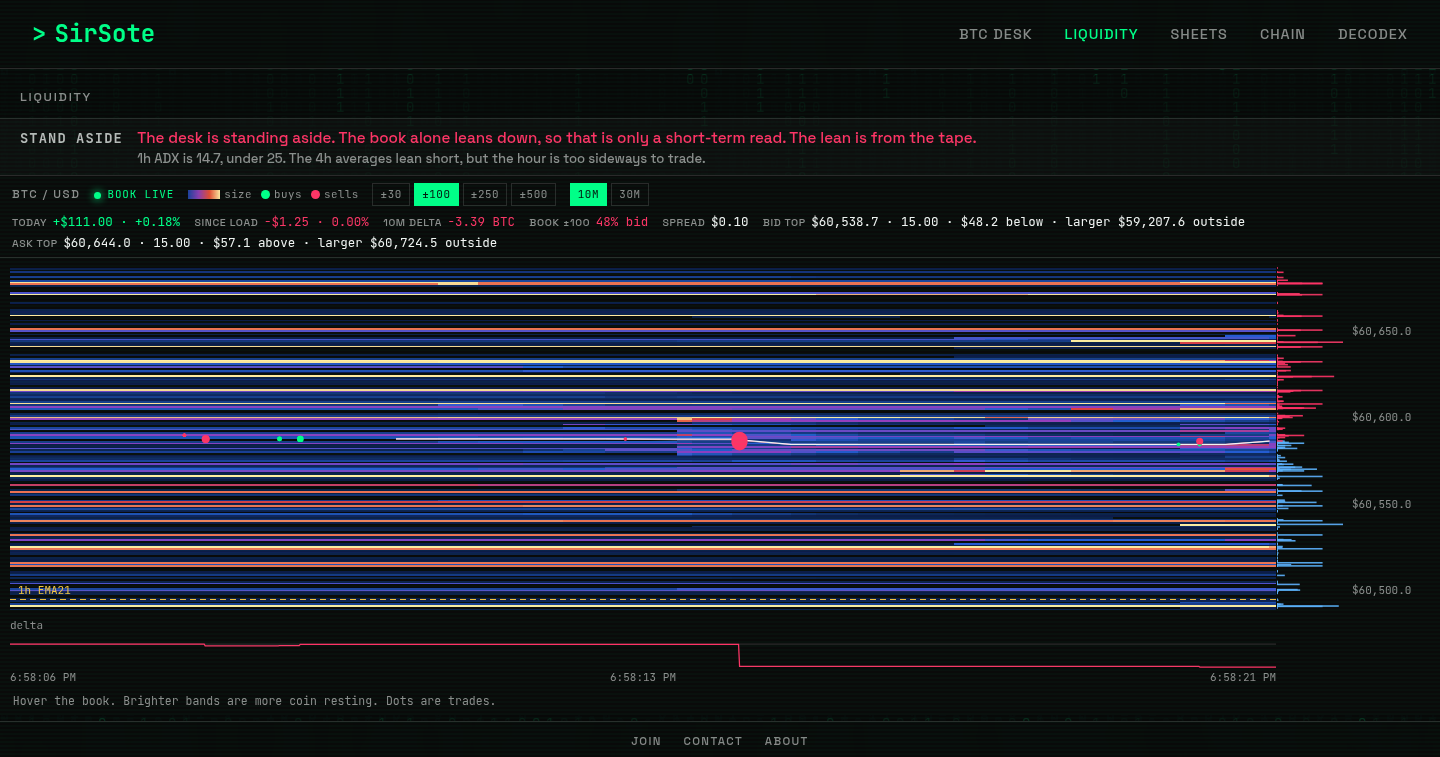 > SirSote
BTC DESK LIQUIDITY SHEETS CHAIN DECODEX
LIQUIDITY
STAND ASIDE The desk is standing aside. The book alone leans down, so that is only a short-term read. The lean is from the tape.
1h ADX is 14.7, under 25. The 4h averages lean short, but the hour is too sideways to trade.
BTC / USD BOOK LIVE size buys sells ±30 ±100 ±250 ±500 10M 30M
TODAY +$111.00 · +0.18% SINCE LOAD -$1.25 · 0.00% 10M DELTA -3.39 BTC BOOK ±100 48% bid SPREAD $0.10 BID TOP $60,538.7 · 15.00 · $48.2 below · larger $59,207.6 outside
ASK TOP $60,644.0 · 15.00 · $57.1 above · larger $60,724.5 outside
$60,650.0
$60,600.0
$60,550.0
1h EMA21 $60,500.0
delta
6:58:06 PM 6:58:13 PM 6:58:21 PM
Hover the book. Brighter bands are more coin resting. Dots are trades.
JOIN CONTACT ABOUT